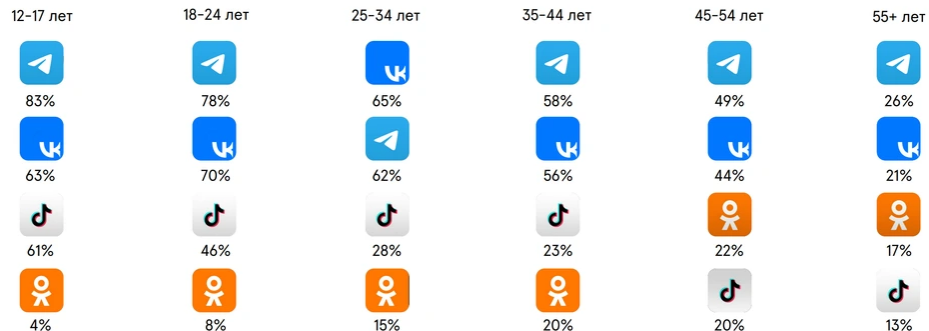 12-17 лет 18-24 лет 25-34 лет 35-44 лет 45-54 лет 55+ лет
83% 78% 65% 58% 49% 26%
63% 70% 62% 56% 44% 21%
61% 46% 28% 23% 22% 17%
4% 8% 15% 20% 20% 13%